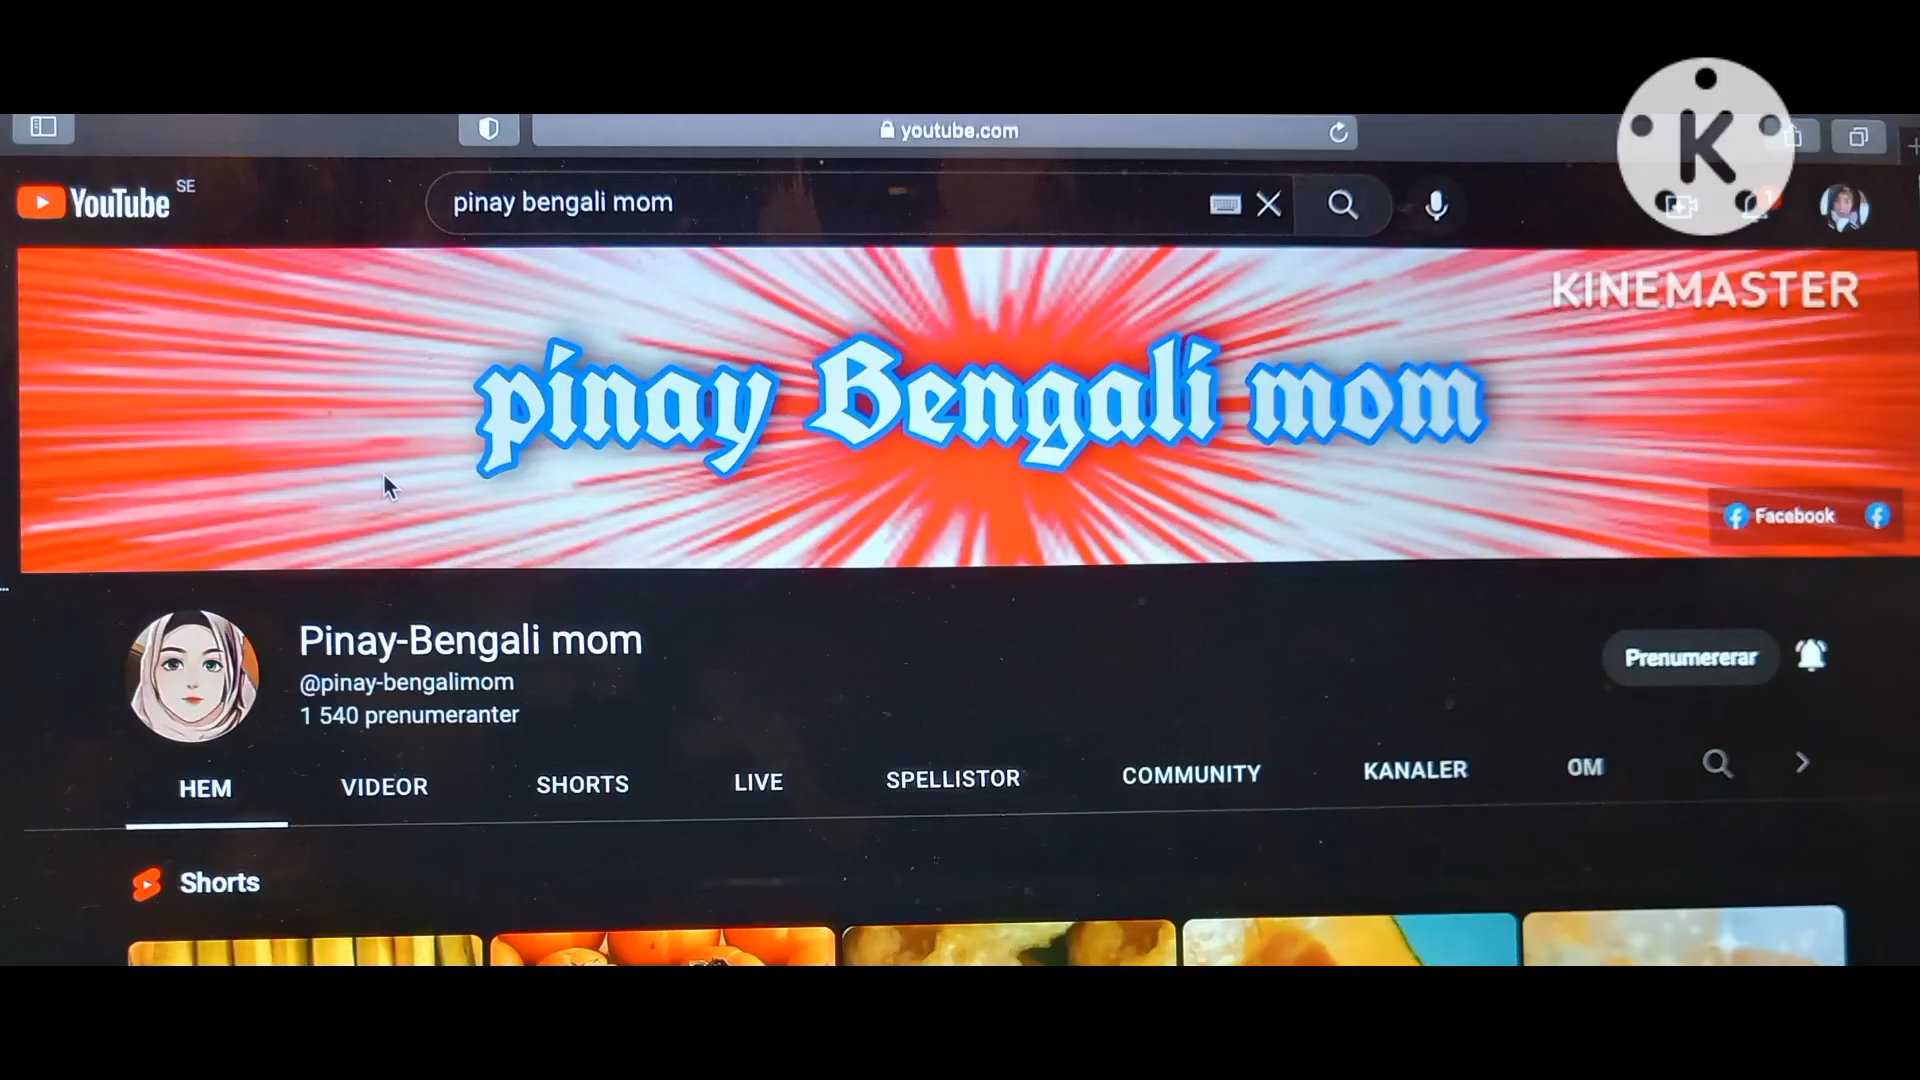 youtube.com
YouTube SE
pinay bengali mom
K
KINEMASTER
pinay Bengali mom
Facebook
Pinay-Bengali mom
@pinay-bengalimom
1 540 prenumeranter
Prenumererar
HEM VIDEOR SHORTS LIVE SPELLISTOR COMMUNITY KANALER OM
Shorts